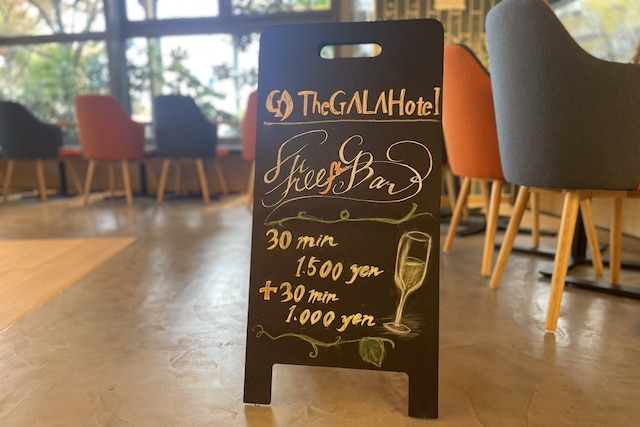 TheGALAHotel
Free Bar
30 min
1.500 yen
+30 min
1.000 yen